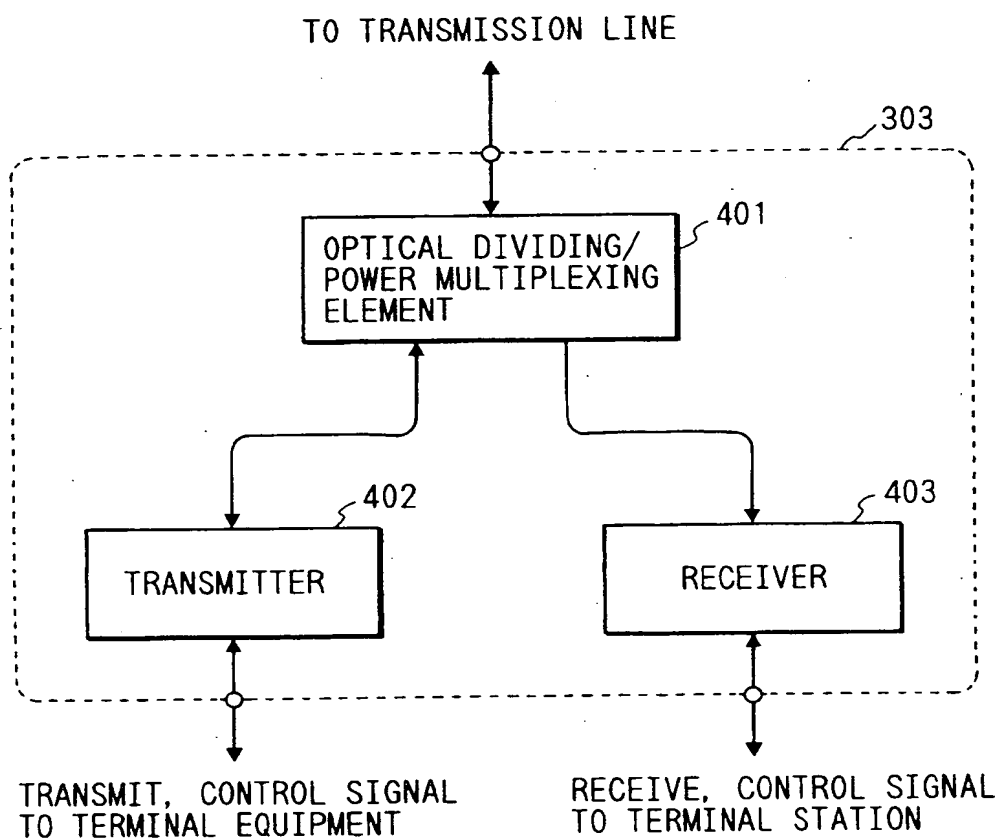 TO TRANSMISSION LINE
303
401
OPTICAL DIVIDING/
POWER MULTIPLEXING
ELEMENT
402
403
TRANSMITTER
RECEIVER
TRANSMIT, CONTROL SIGNAL
TO TERMINAL EQUIPMENT
RECEIVE, CONTROL SIGNAL
TO TERMINAL STATION